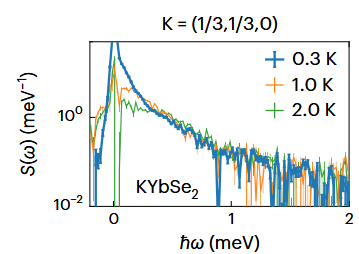 K = (1/3,1/3,0)
0.3 K
1.0 K
2.0 K
S(ω) (meV⁻¹)
10⁰
10⁻²
KYbSe₂
0 1 2
ℏω (meV)